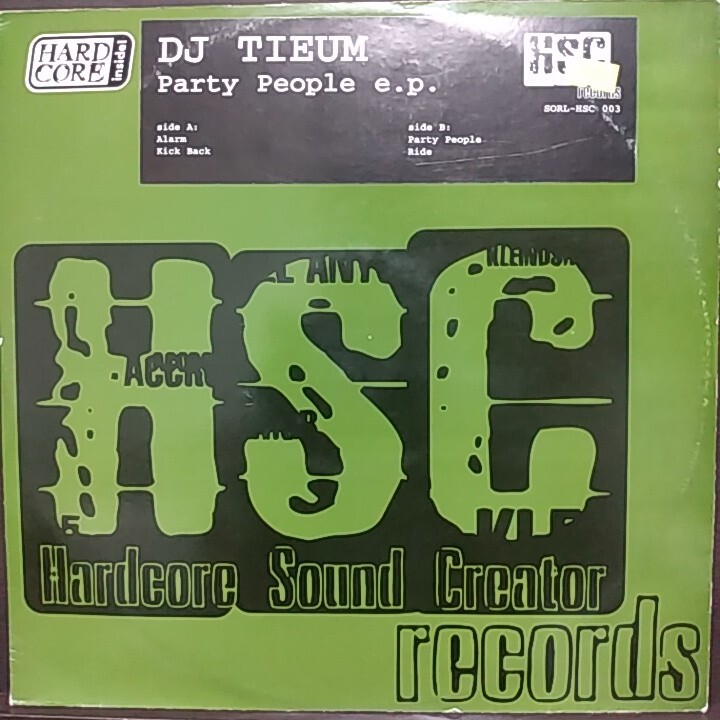 HARD
CORE
inside!
DJ TIEUM
Party People e.p.
HSC
records
SORL-HSC 003
side A:
Alarm
Kick Back
side B:
Party People
Ride
HSC
Hardcore Sound Creator
records